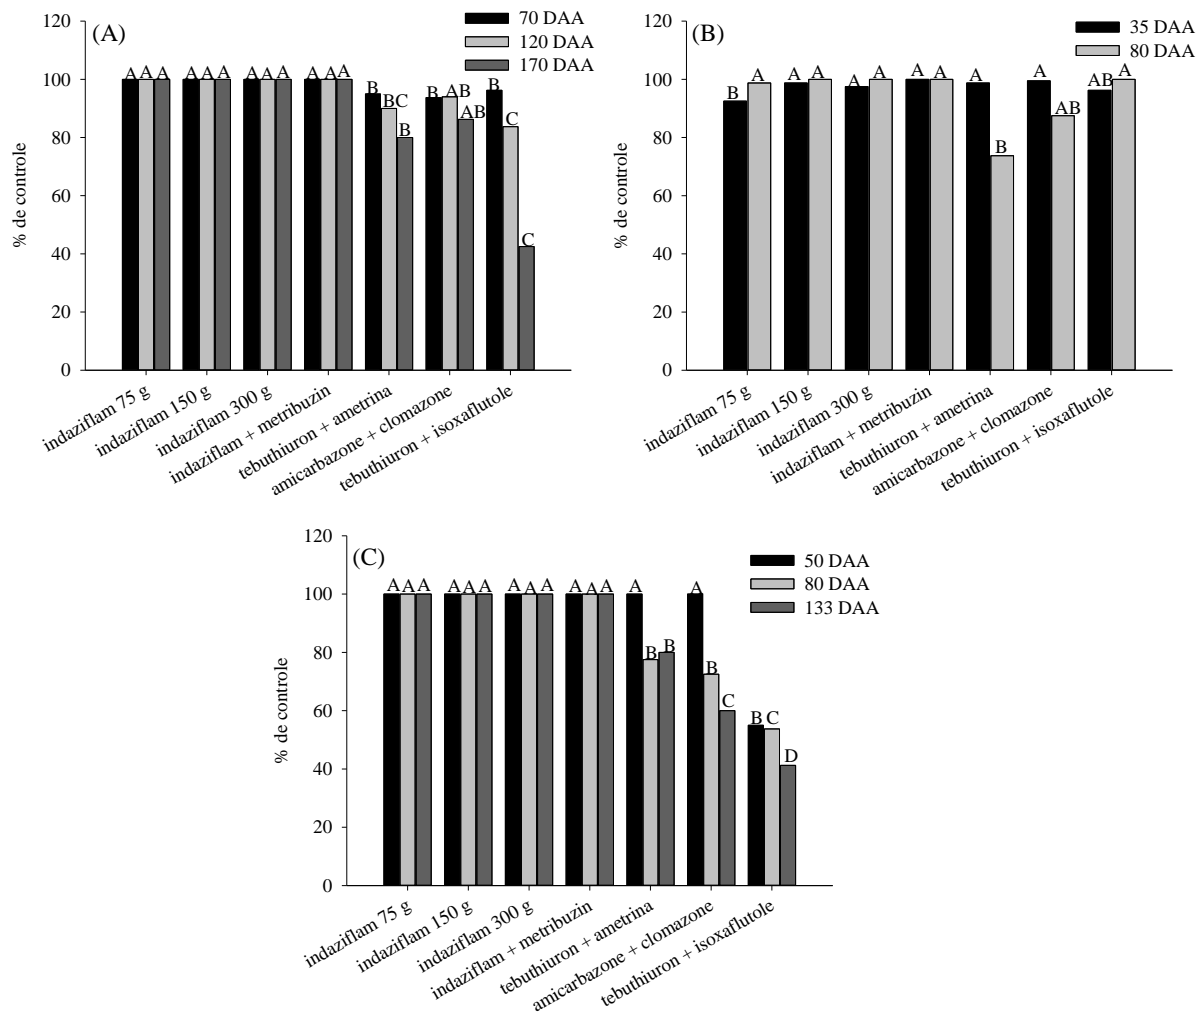 (A)
70 DAA
120 DAA
170 DAA
120
100
80
60
40
20
0
% de controle
A A A A A A A A A A A A B BC B B AB AB B C C
indaziflam 75 g
indaziflam 150 g
indaziflam 300 g
indaziflam + metribuzin
tebuthiuron + ametrina
amicarbazone + clomazone
tebuthiuron + isoxaflutole
(B)
35 DAA
80 DAA
120
100
80
60
40
20
0
% de controle
B A A A A A A A A B A AB AB A
indaziflam 75 g
indaziflam 150 g
indaziflam 300 g
indaziflam + metribuzin
tebuthiuron + ametrina
amicarbazone + clomazone
tebuthiuron + isoxaflutole
(C)
50 DAA
80 DAA
133 DAA
120
100
80
60
40
20
0
% de controle
A A A A A A A A A A A A A B B A B C B C D
indaziflam 75 g
indaziflam 150 g
indaziflam 300 g
indaziflam + metribuzin
tebuthiuron + ametrina
amicarbazone + clomazone
tebuthiuron + isoxaflutole